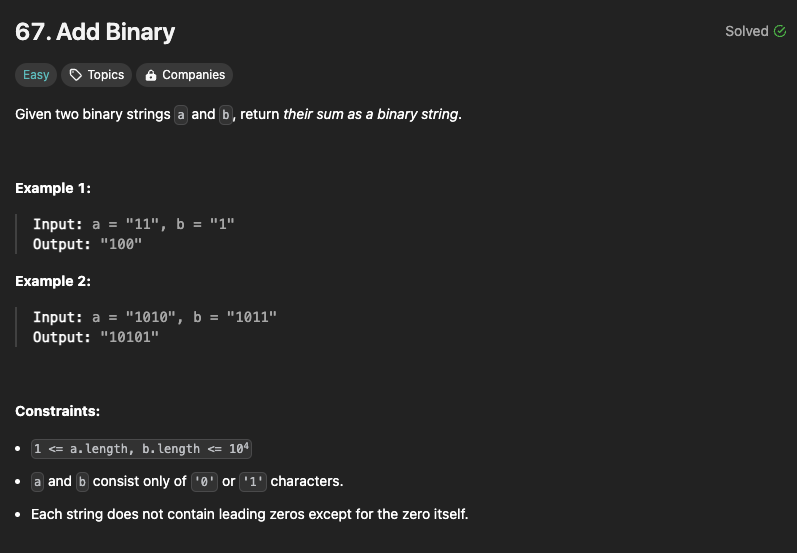 67. Add Binary
Solved
Easy Topics Companies
Given two binary strings a and b, return their sum as a binary string.
Example 1:
Input: a = "11", b = "1"
Output: "100"
Example 2:
Input: a = "1010", b = "1011"
Output: "10101"
Constraints:
1 <= a.length, b.length <= 10⁴
a and b consist only of '0' or '1' characters.
Each string does not contain leading zeros except for the zero itself.